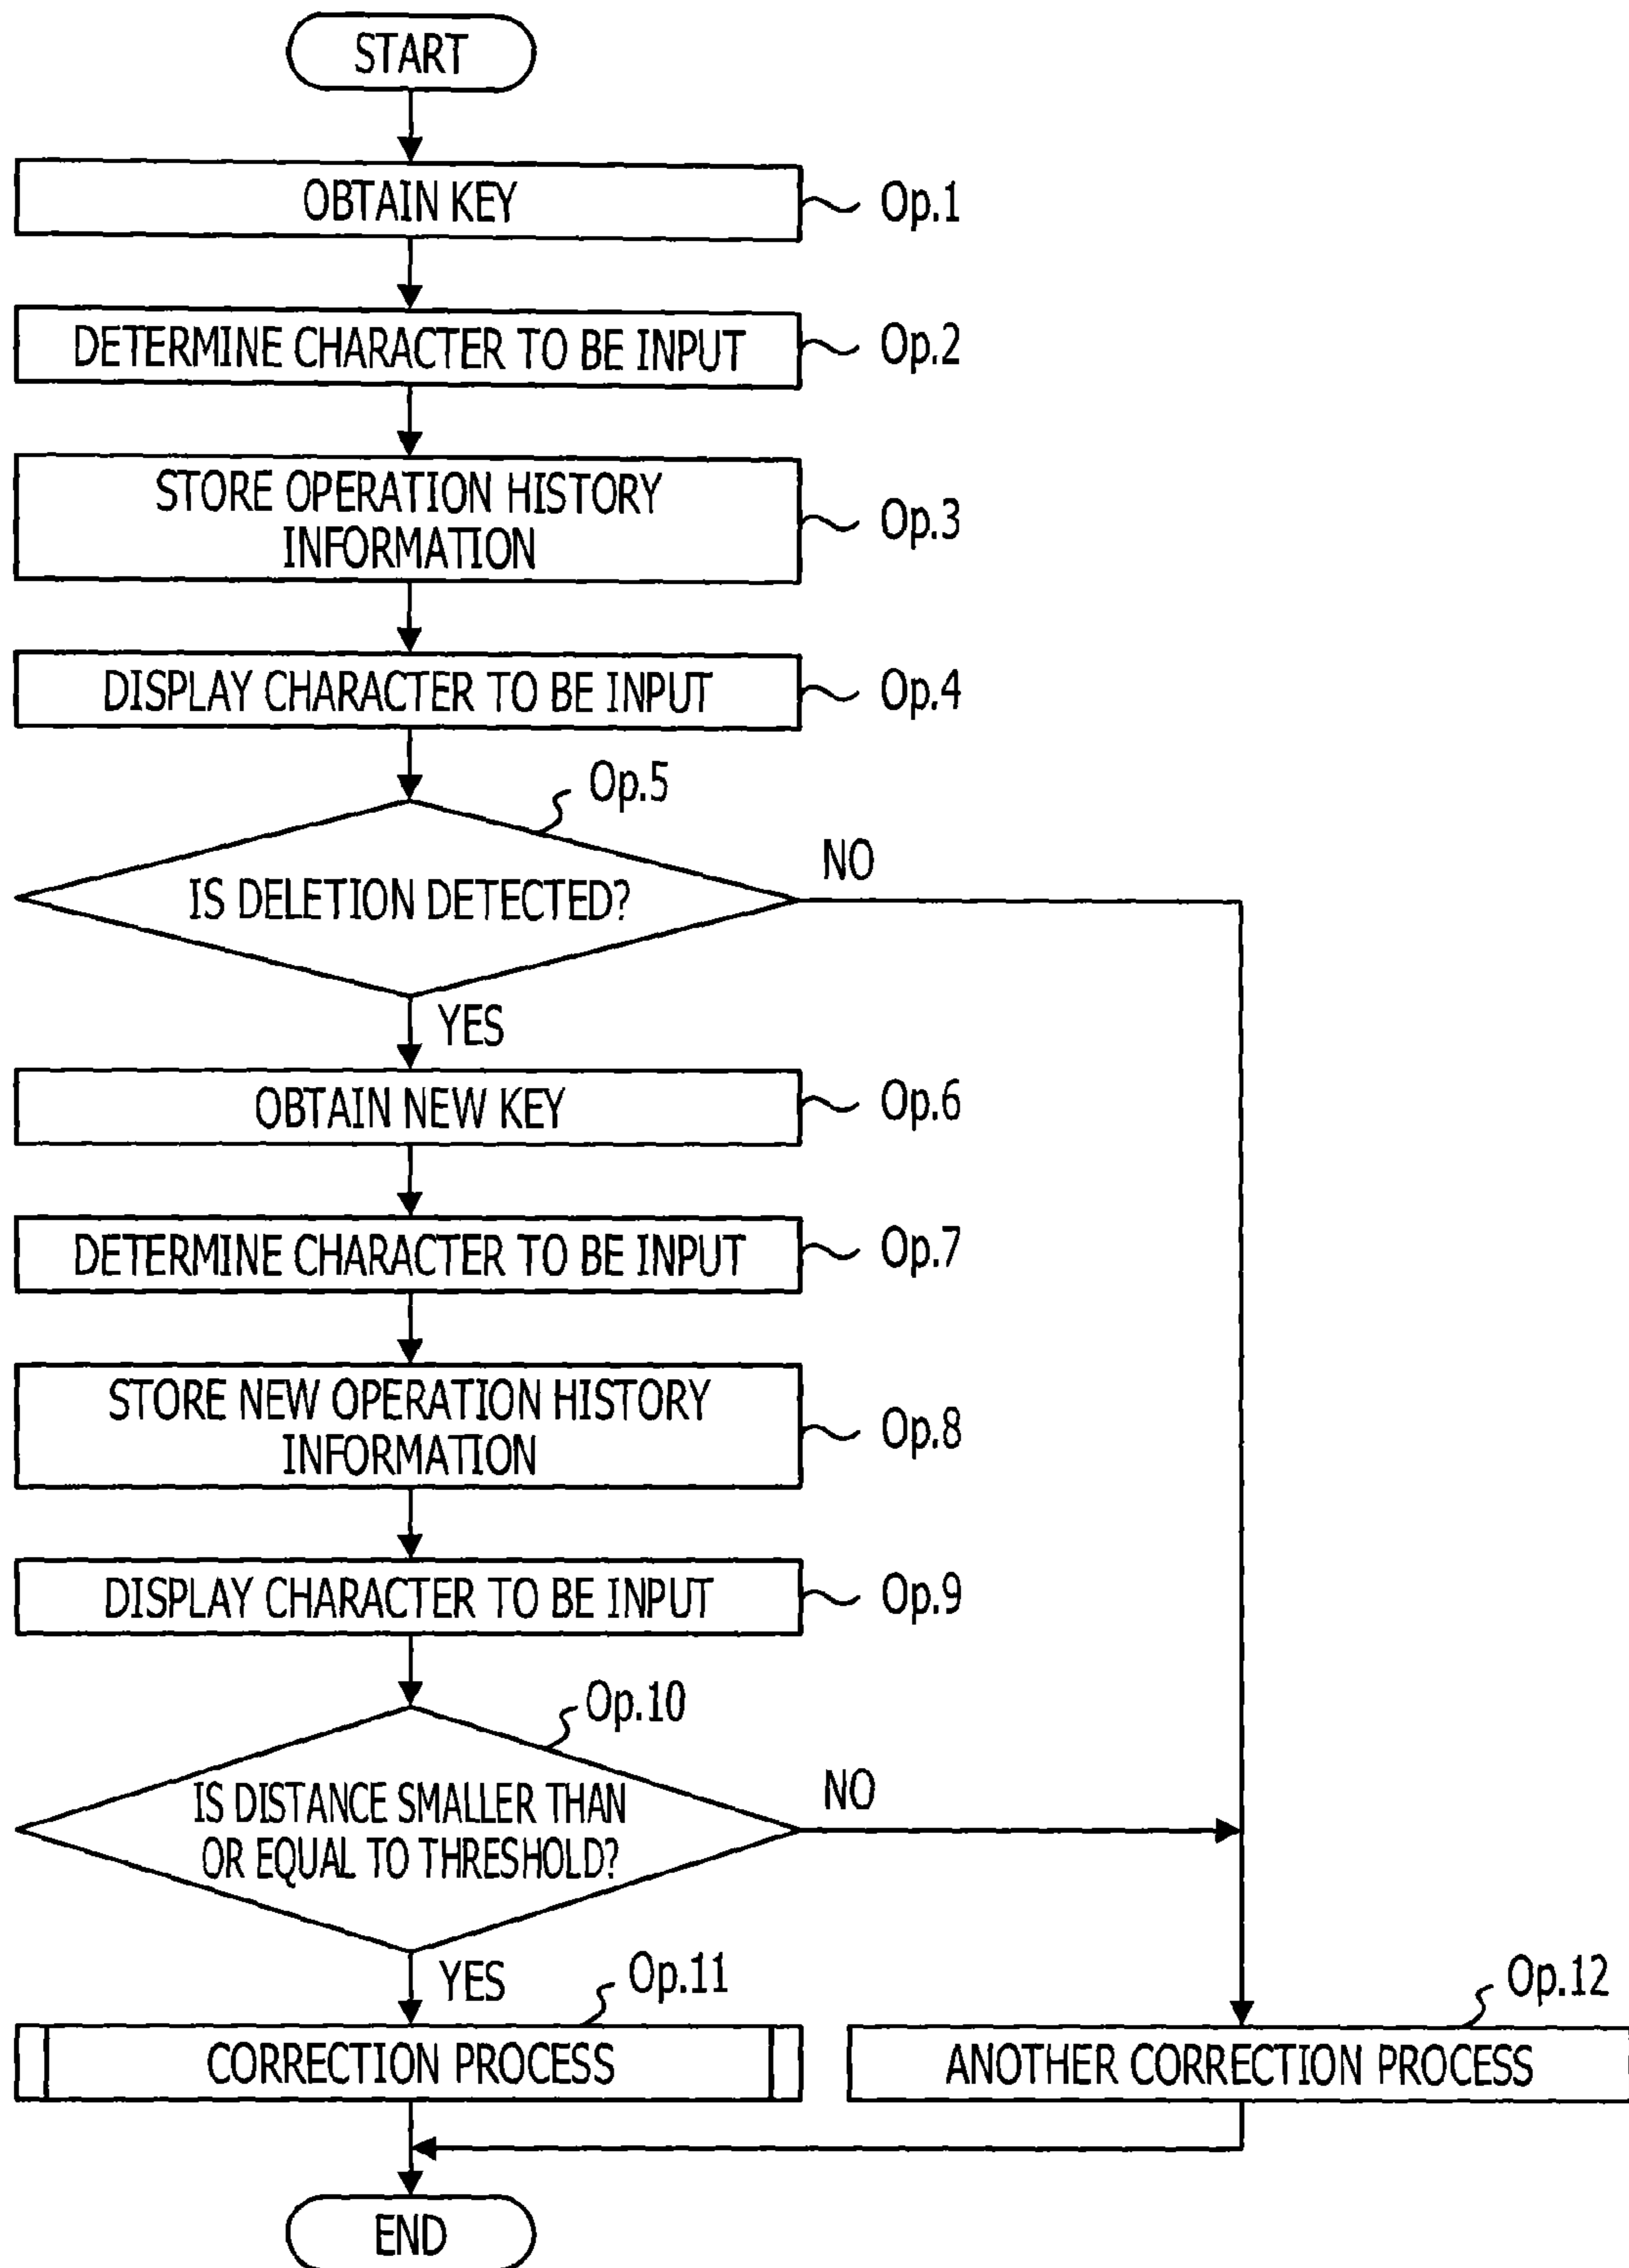 START
OBTAIN KEY
Op.1
DETERMINE CHARACTER TO BE INPUT
Op.2
STORE OPERATION HISTORY
INFORMATION
Op.3
DISPLAY CHARACTER TO BE INPUT
Op.4
Op.5
IS DELETION DETECTED?
NO
YES
OBTAIN NEW KEY
Op.6
DETERMINE CHARACTER TO BE INPUT
Op.7
STORE NEW OPERATION HISTORY
INFORMATION
Op.8
DISPLAY CHARACTER TO BE INPUT
Op.9
Op.10
IS DISTANCE SMALLER THAN
OR EQUAL TO THRESHOLD?
NO
YES
Op.11
CORRECTION PROCESS
Op.12
ANOTHER CORRECTION PROCESS
END